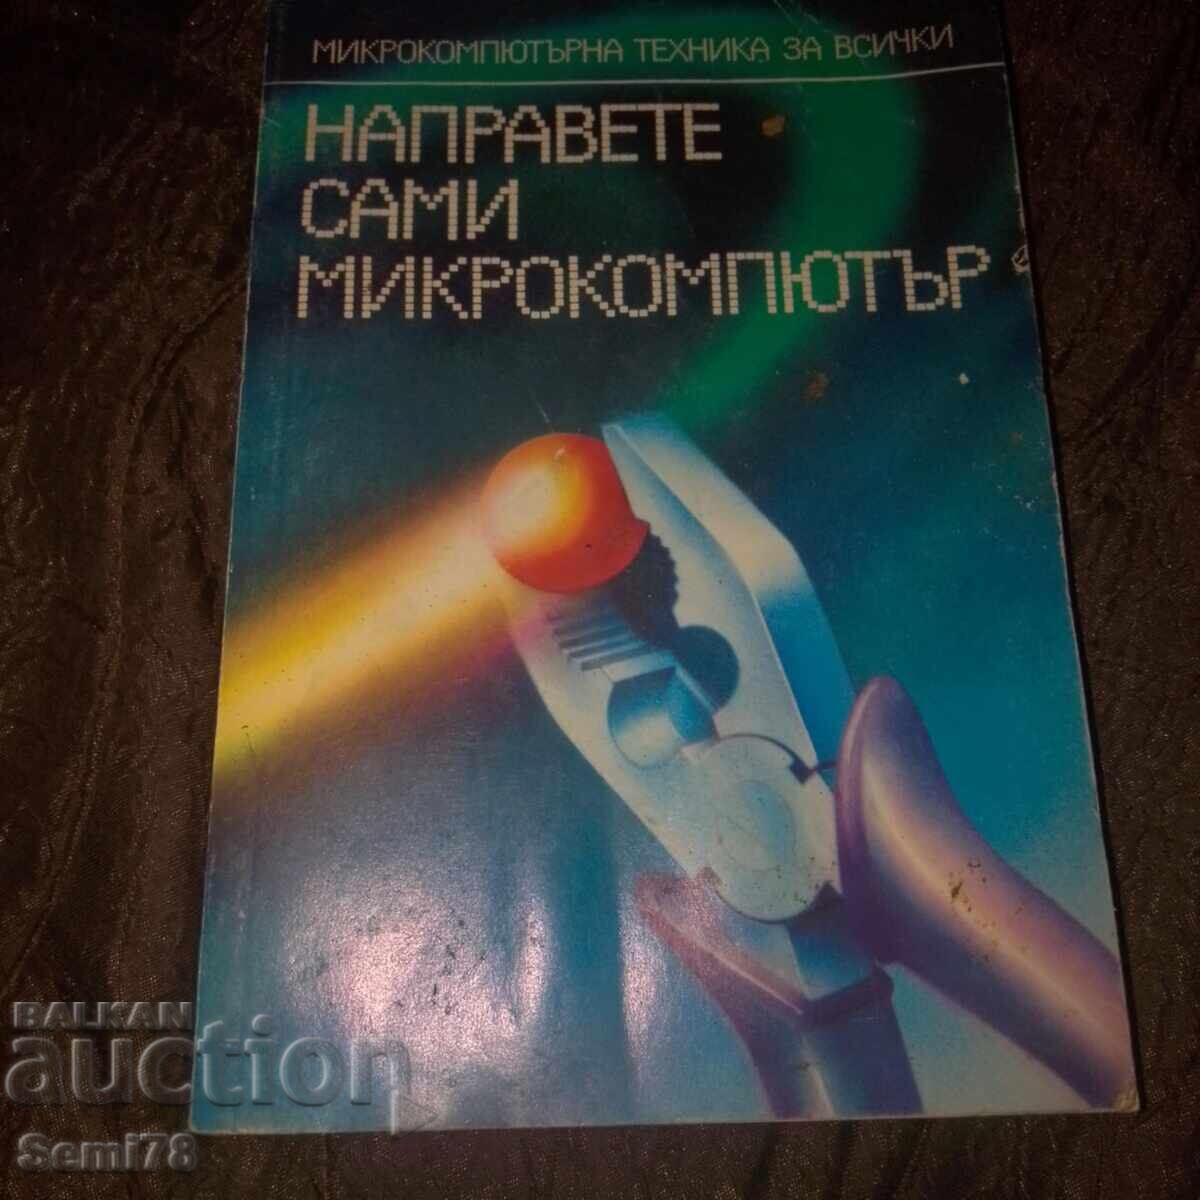 МИКРОКОМПЮТЪРНА ТЕХНИКА ЗА ВСИЧКИ
НАПРАВЕТЕ
САМИ
МИКРОКОМПЮТЪР
BALKAN
auction
Semi78